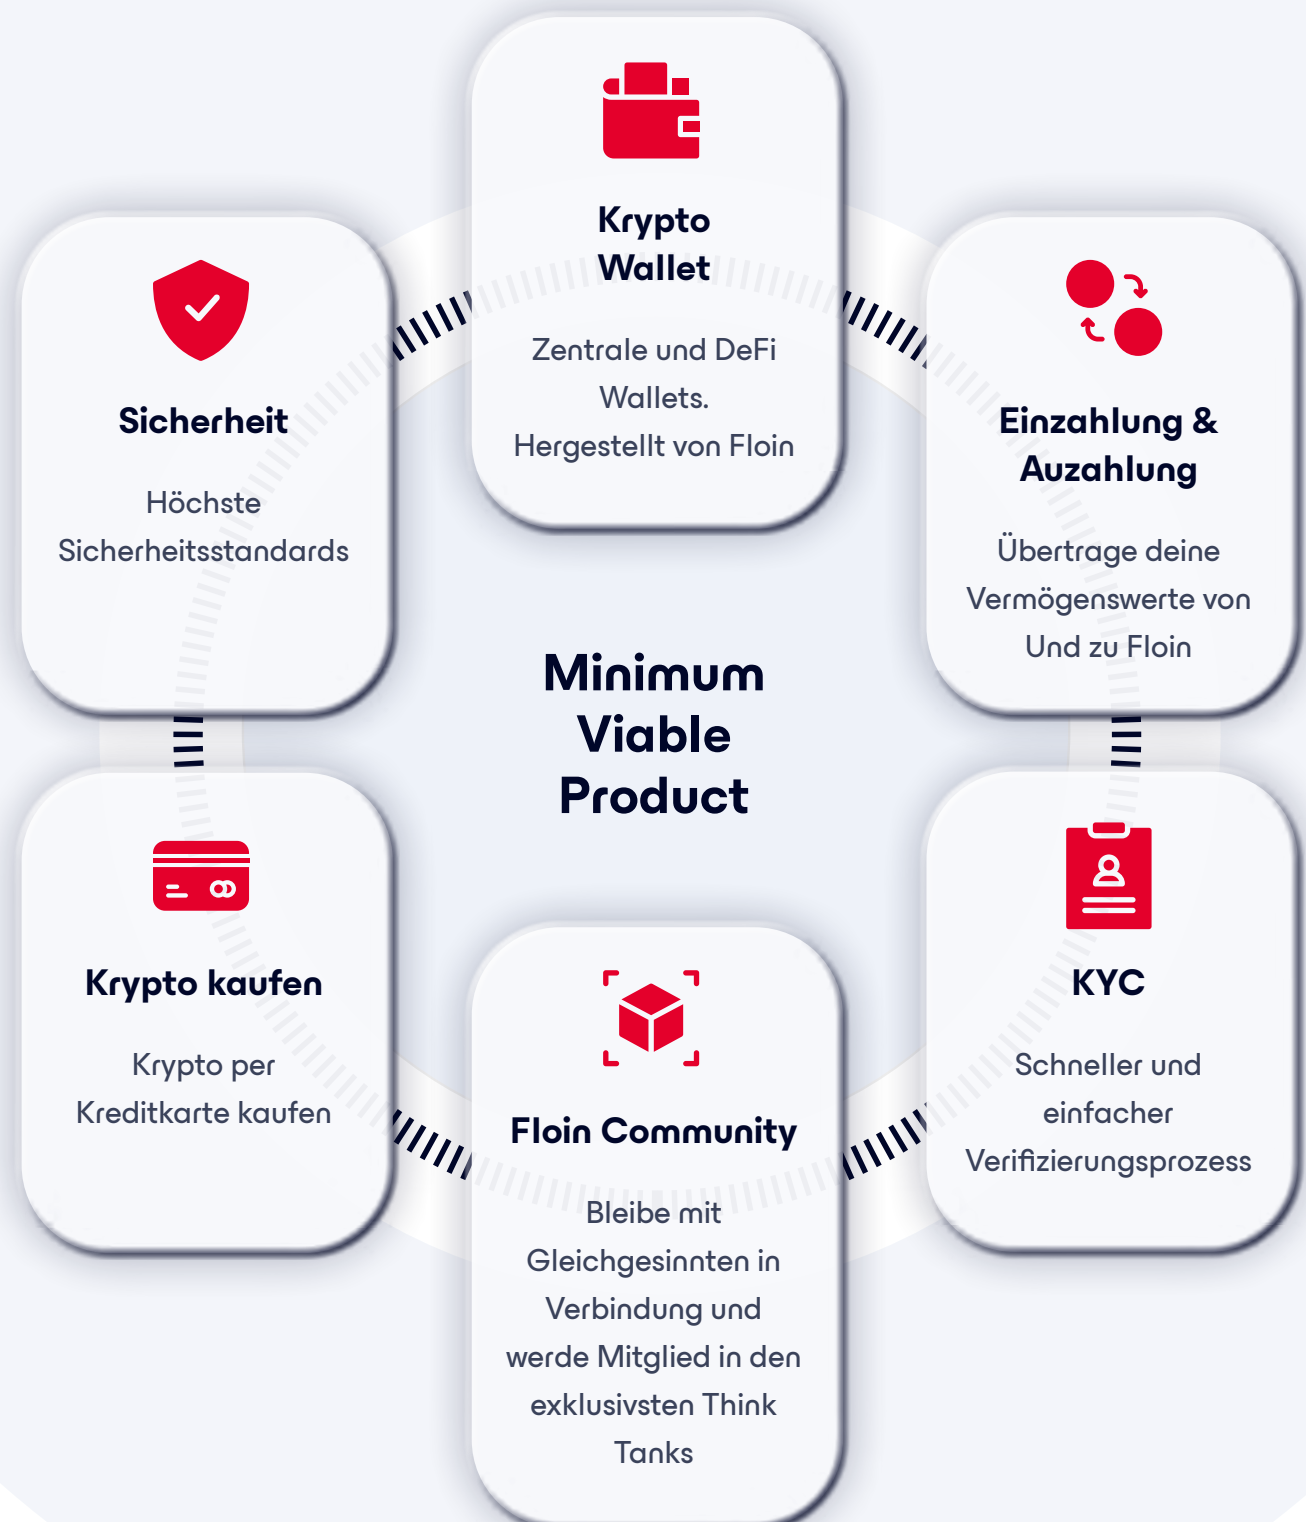 Krypto
Wallet
Zentrale und DeFi
Wallets.
Hergestellt von Floin
Sicherheit
Höchste
Sicherheitsstandards
Einzahlung &
Auzahlung
Übertrage deine
Vermögenswerte von
Und zu Floin
Minimum
Viable
Product
Krypto kaufen
Krypto per
Kreditkarte kaufen
KYC
Schneller und
einfacher
Verifizierungsprozess
Floin Community
Bleibe mit
Gleichgesinnten in
Verbindung und
werde Mitglied in den
exklusivsten Think
Tanks